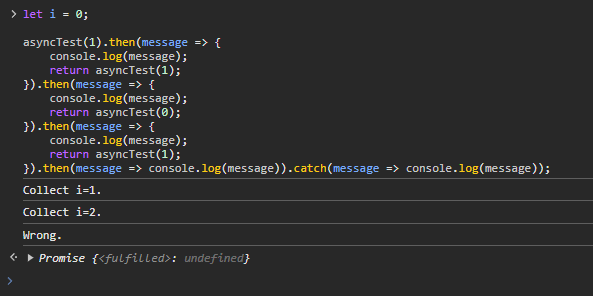 let i = 0;
asyncTest(1).then(message => {
console.log(message);
return asyncTest(1);
}).then(message => {
console.log(message);
return asyncTest(0);
}).then(message => {
console.log(message);
return asyncTest(1);
}).then(message => console.log(message)).catch(message => console.log(message));
Collect i=1.
Collect i=2.
Wrong.
Promise {<fulfilled>: undefined}